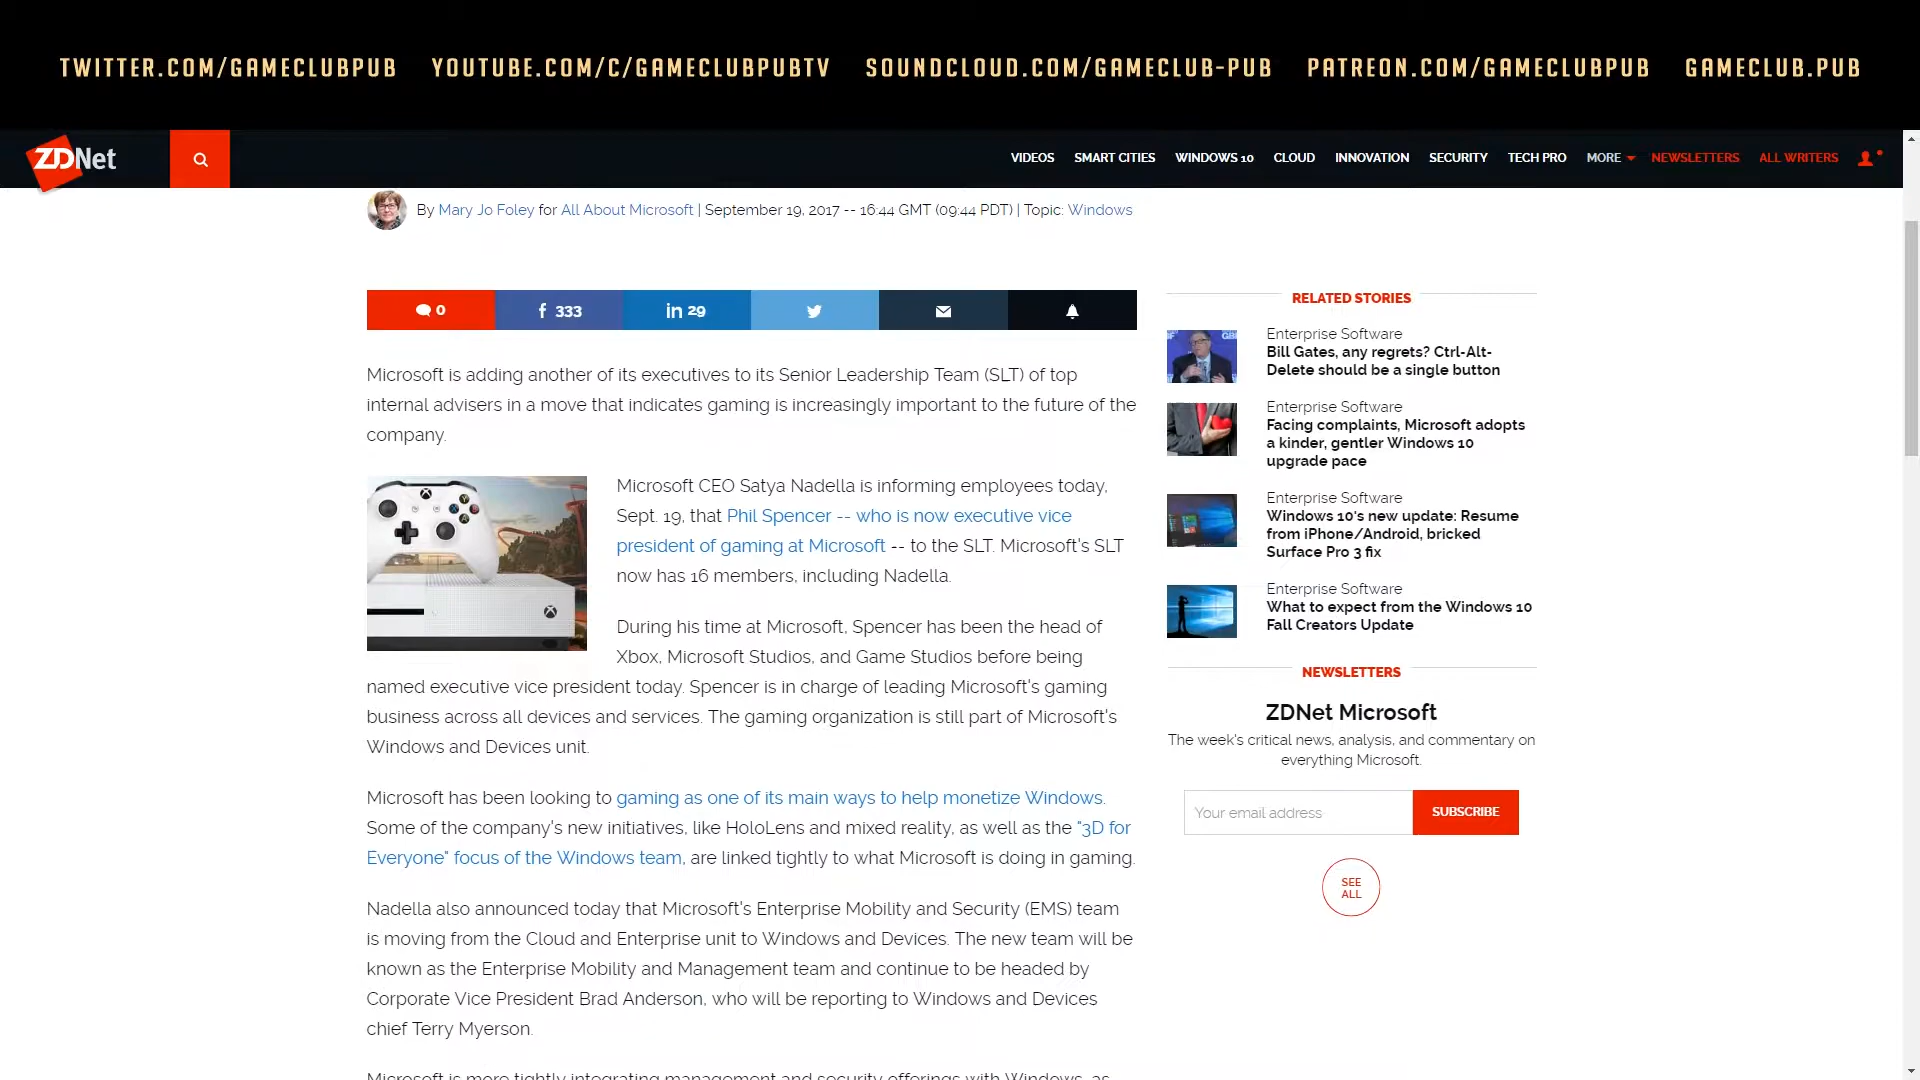 TWITTER.COM/GAMECLUBPUB YOUTUBE.COM/C/GAMECLUBPUBTV SOUNDCLOUD.COM/GAMECLUB-PUB PATREON.COM/GAMECLUBPUB GAMECLUB.PUB
ZDNet
VIDEOS SMART CITIES WINDOWS 10 CLOUD INNOVATION SECURITY TECH PRO MORE NEWSLETTERS ALL WRITERS
By Mary Jo Foley for All About Microsoft | September 19, 2017 -- 16:44 GMT (09:44 PDT) | Topic: Windows
0 333 in 29
Microsoft is adding another of its executives to its Senior Leadership Team (SLT) of top
internal advisers in a move that indicates gaming is increasingly important to the future of the
company.
Microsoft CEO Satya Nadella is informing employees today,
Sept. 19, that Phil Spencer -- who is now executive vice
president of gaming at Microsoft -- to the SLT. Microsoft's SLT
now has 16 members, including Nadella.
During his time at Microsoft, Spencer has been the head of
Xbox, Microsoft Studios, and Game Studios before being
named executive vice president today. Spencer is in charge of leading Microsoft's gaming
business across all devices and services. The gaming organization is still part of Microsoft's
Windows and Devices unit.
Microsoft has been looking to gaming as one of its main ways to help monetize Windows.
Some of the company's new initiatives, like HoloLens and mixed reality, as well as the "3D for
Everyone" focus of the Windows team, are linked tightly to what Microsoft is doing in gaming.
Nadella also announced today that Microsoft's Enterprise Mobility and Security (EMS) team
is moving from the Cloud and Enterprise unit to Windows and Devices. The new team will be
known as the Enterprise Mobility and Management team and continue to be headed by
Corporate Vice President Brad Anderson, who will be reporting to Windows and Devices
chief Terry Myerson.
Microsoft is more tightly integrating management and security offerings with Windows, as
RELATED STORIES
Enterprise Software
Bill Gates, any regrets? Ctrl-Alt-
Delete should be a single button
Enterprise Software
Facing complaints, Microsoft adopts
a kinder, gentler Windows 10
upgrade pace
Enterprise Software
Windows 10's new update: Resume
from iPhone/Android, bricked
Surface Pro 3 fix
Enterprise Software
What to expect from the Windows 10
Fall Creators Update
NEWSLETTERS
ZDNet Microsoft
The week's critical news, analysis, and commentary on
everything Microsoft.
Your email address SUBSCRIBE
SEE
ALL